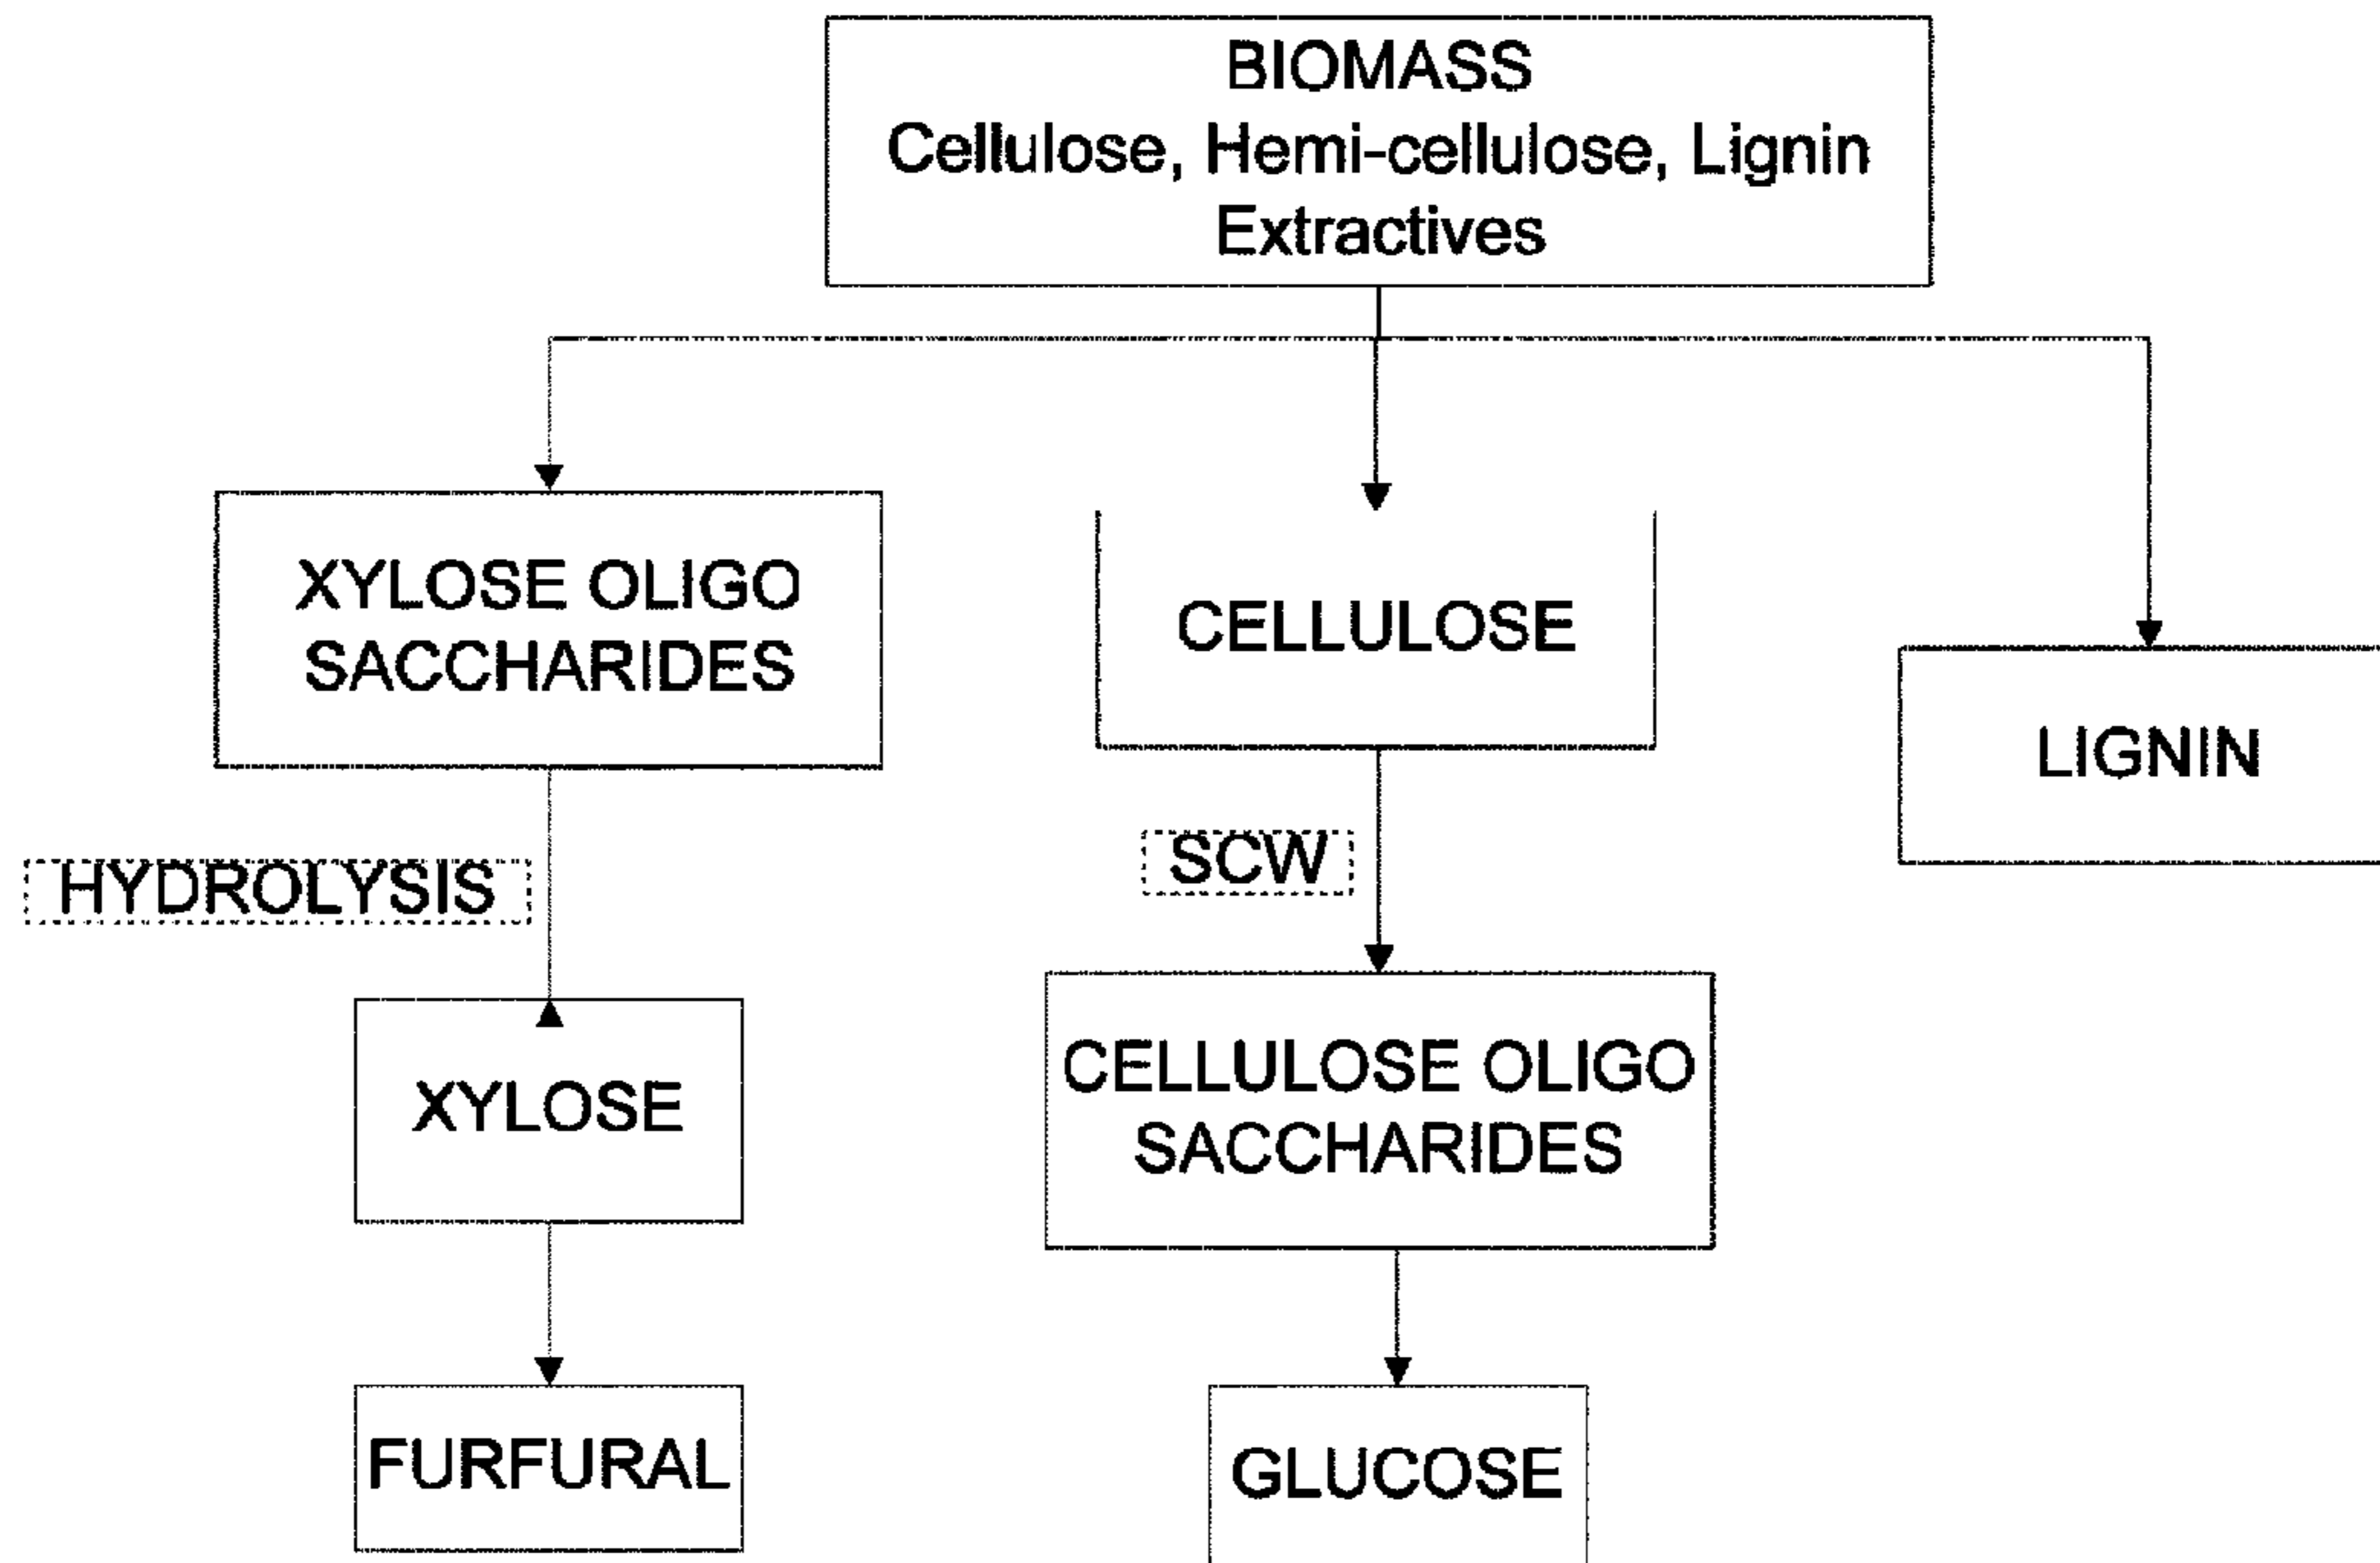 BIOMASS
Cellulose, Hemi-cellulose, Lignin
Extractives
XYLOSE OLIGO
SACCHARIDES
CELLULOSE
LIGNIN
HYDROLYSIS
SCW
XYLOSE
CELLULOSE OLIGO
SACCHARIDES
FURFURAL
GLUCOSE